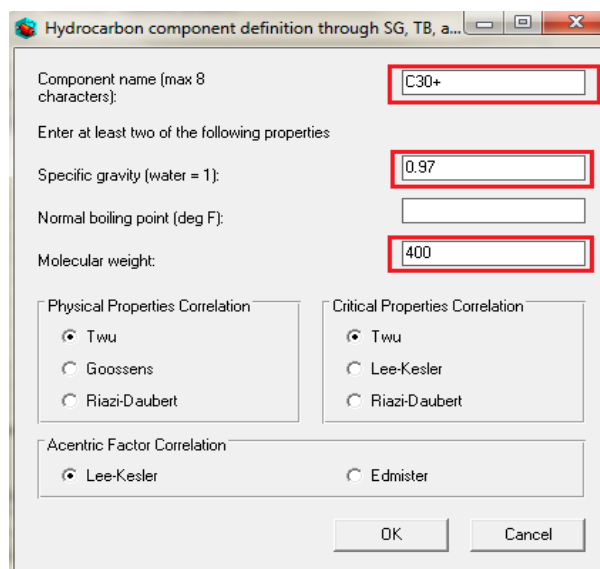 Hydrocarbon component definition through SG, TB, a...
Component name (max 8
characters):
C30+
Enter at least two of the following properties
Specific gravity (water = 1):
0.97
Normal boiling point (deg F):
Molecular weight:
400
Physical Properties Correlation
Twu
Goossens
Riazi-Daubert
Critical Properties Correlation
Twu
Lee-Kesler
Riazi-Daubert
Acentric Factor Correlation
Lee-Kesler
Edmister
OK
Cancel